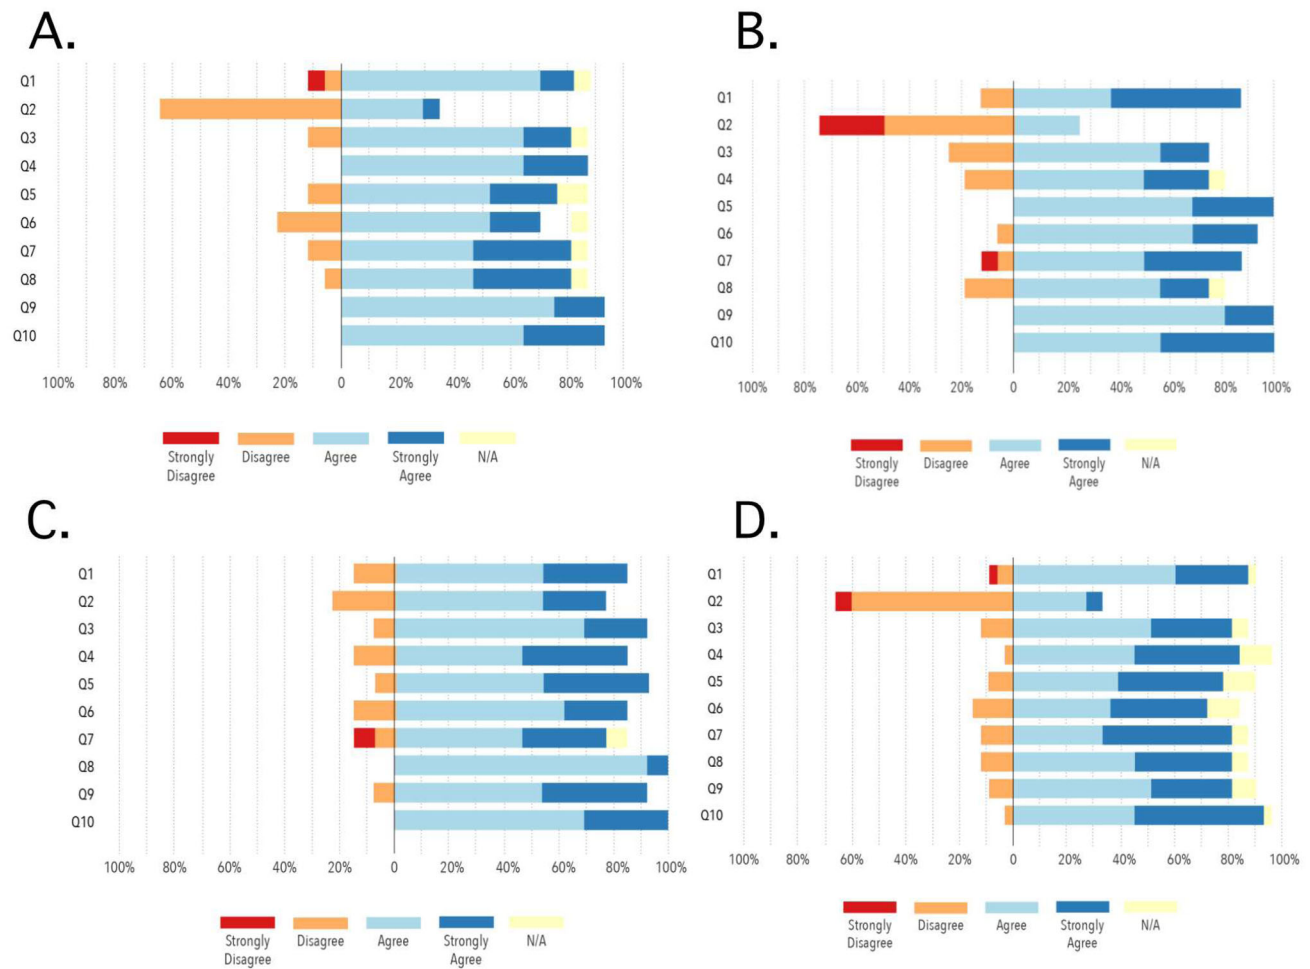 A.
Q1
Q2
Q3
Q4
Q5
Q6
Q7
Q8
Q9
Q10
100% 80% 60% 40% 20% 0 20% 40% 60% 80% 100%
Strongly Disagree Agree Strongly N/A
Disagree Agree
B.
Q1
Q2
Q3
Q4
Q5
Q6
Q7
Q8
Q9
Q10
100% 80% 60% 40% 20% 0 20% 40% 60% 80% 100%
Strongly Disagree Agree Strongly N/A
Disagree Agree
C.
Q1
Q2
Q3
Q4
Q5
Q6
Q7
Q8
Q9
Q10
100% 80% 60% 40% 20% 0 20% 40% 60% 80% 100%
Strongly Disagree Agree Strongly N/A
Disagree Agree
D.
Q1
Q2
Q3
Q4
Q5
Q6
Q7
Q8
Q9
Q10
100% 80% 60% 40% 20% 0 20% 40% 60% 80% 100%
Strongly Disagree Agree Strongly N/A
Disagree Agree